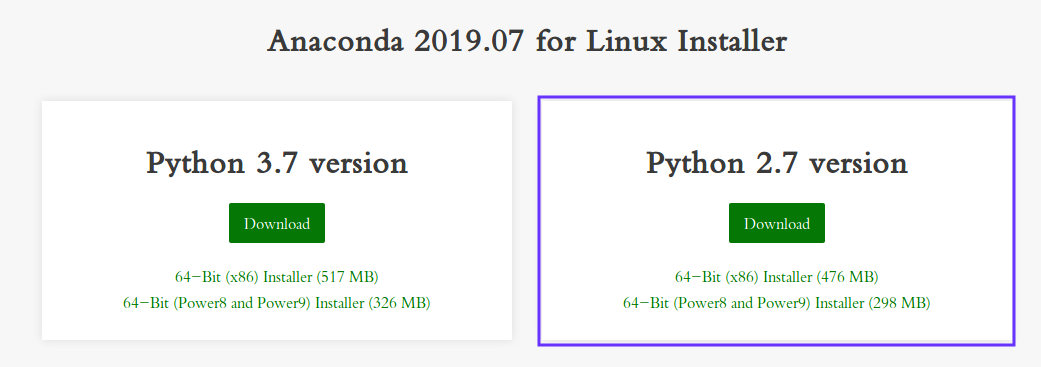 Anaconda 2019.07 for Linux Installer
Python 3.7 version
Download
64-Bit (x86) Installer (517 MB)
64-Bit (Power8 and Power9) Installer (326 MB)
Python 2.7 version
Download
64-Bit (x86) Installer (476 MB)
64-Bit (Power8 and Power9) Installer (298 MB)